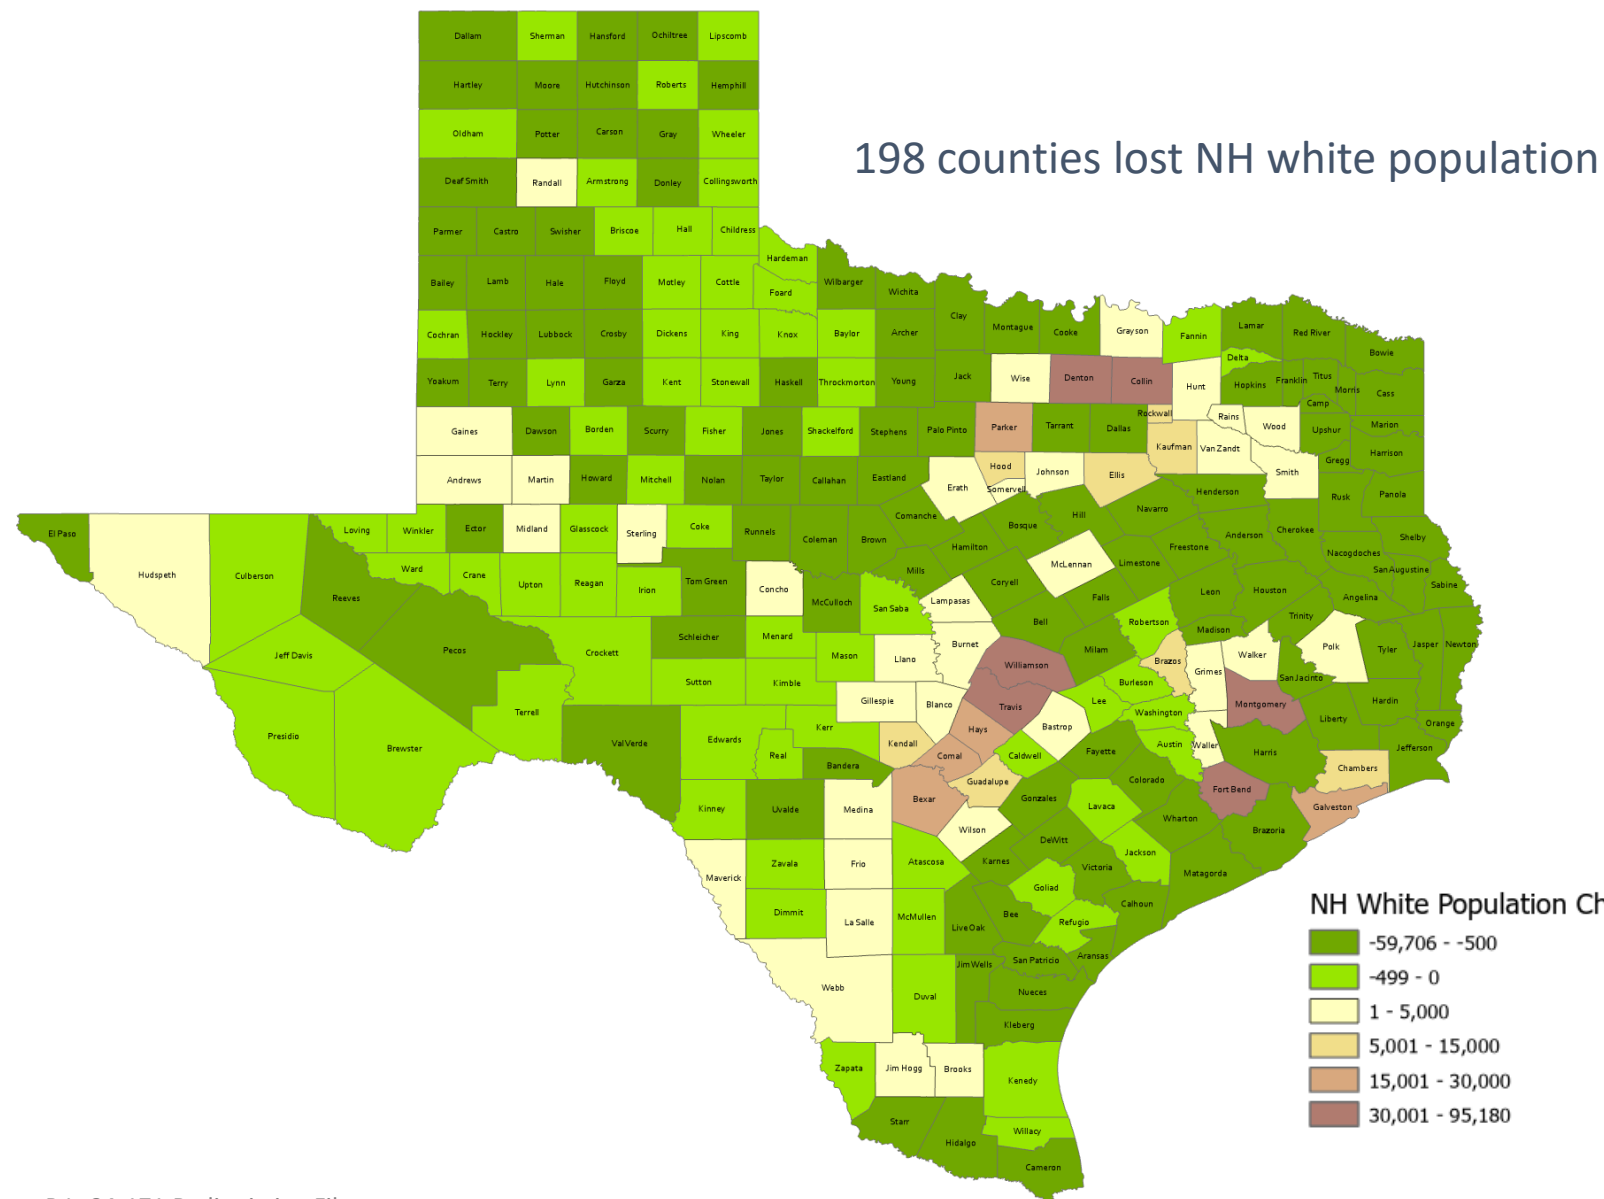 Dallam Sherman Hansford Ochiltree Lipscomb
Hartley Moore Hutchinson Roberts Hemphill
Oldham Potter Carson Gray Wheeler
198 counties lost NH white population
Deaf Smith Randall Armstrong Donley Collingsworth
Parmer Castro Swisher Briscoe Hall Childress
Hardeman
Bailey Lamb Hale Floyd Motley Cottle Foard Wilbarger Wichita
Cochran Hockley Lubbock Crosby Dickens King Knox Baylor Archer Clay Montague Cooke Grayson Fannin Lamar Red River Bowie
Delta
Yoakum Terry Lynn Garza Kent Stonewall Haskell Throckmorton Young Jack Wise Denton Collin Hunt Hopkins Franklin Titus Morris Cass
Camp
Gaines Dawson Borden Scurry Fisher Jones Shackelford Stephens Palo Pinto Parker Tarrant Dallas Rockwall Rains Wood Upshur Marion
Kaufman Van Zandt Gregg Harrison
Andrews Martin Howard Mitchell Nolan Taylor Callahan Eastland Erath Hood Johnson Ellis Smith
Somervell Henderson Rusk Panola
El Paso Loving Winkler Ector Midland Glasscock Sterling Coke Runnels Coleman Brown Comanche Bosque Hill Navarro Anderson Cherokee Shelby
Hudspeth Culberson Ward Crane Upton Reagan Irion Tom Green Concho Mills Hamilton McLennan Limestone Freestone Nacogdoches San Augustine Sabine
Reeves McCulloch San Saba Lampasas Coryell Falls Leon Houston Angelina
Jeff Davis Pecos Crockett Schleicher Menard Mason Llano Burnet Bell Milam Robertson Madison Trinity Polk Tyler Jasper Newton
Sutton Kimble Gillespie Blanco Williamson Burleson Brazos Grimes Walker San Jacinto Hardin
Presidio Brewster Terrell Val Verde Edwards Real Kerr Kendall Comal Hays Travis Bastrop Lee Washington Montgomery Liberty Orange
Bandera Guadalupe Caldwell Fayette Austin Waller Harris Chambers Jefferson
Kinney Uvalde Medina Bexar Wilson Gonzales Lavaca Colorado Fort Bend Galveston
Wharton Brazoria
Maverick Zavala Frio Atascosa Karnes DeWitt Victoria Jackson Matagorda
Dimmit La Salle McMullen Live Oak Bee Goliad Refugio Calhoun
Webb Duval Jim Wells San Patricio Aransas
Nueces
Kleberg
Zapata Jim Hogg Brooks Kenedy
Starr Hidalgo Willacy
Cameron
NH White Population Ch
-59,706 - -500
-499 - 0
1 - 5,000
5,001 - 15,000
15,001 - 30,000
30,001 - 95,180